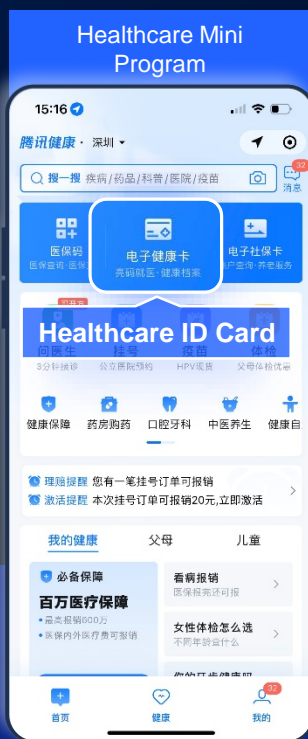 Healthcare Mini
Program
15:16
腾讯健康· 深圳
搜一搜 疾病/药品/科普/医院/疫苗
32
消息
医保码
电子健康卡
电子社保卡
医保查询·医保
亮码就医·健康档案
户查询·养老服务
Healthcare ID Card
问医生 挂号 疫苗 体检
3分钟接诊 公立医院预约 HPV现货 父母体检优惠
健康保障 药房购药 口腔牙科 中医养生 健康自
理赔提醒 您有一笔挂号订单可报销
激活提醒 本次挂号订单可报销20元,立即激活
我的健康 父母 儿童
必备保障
百万医疗保障
•最高报销600万
•医保内外医疗费可报销
看病报销
医保报完还可报
女性体检怎么选
不同年龄查什么
你的牙齿健康吗
首页 健康 我的
32